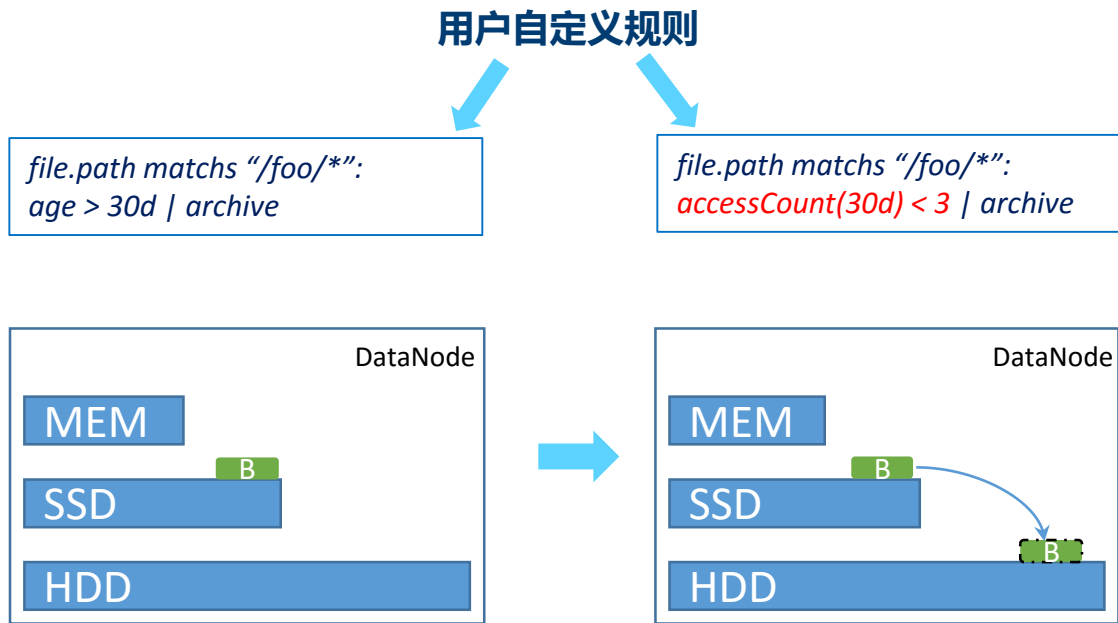 用户自定义规则
file.path matchs “/foo/*”:
age > 30d | archive
file.path matchs “/foo/*”:
accessCount(30d) < 3 | archive
DataNode
MEM
B
SSD
HDD
DataNode
MEM
B
SSD
B
HDD